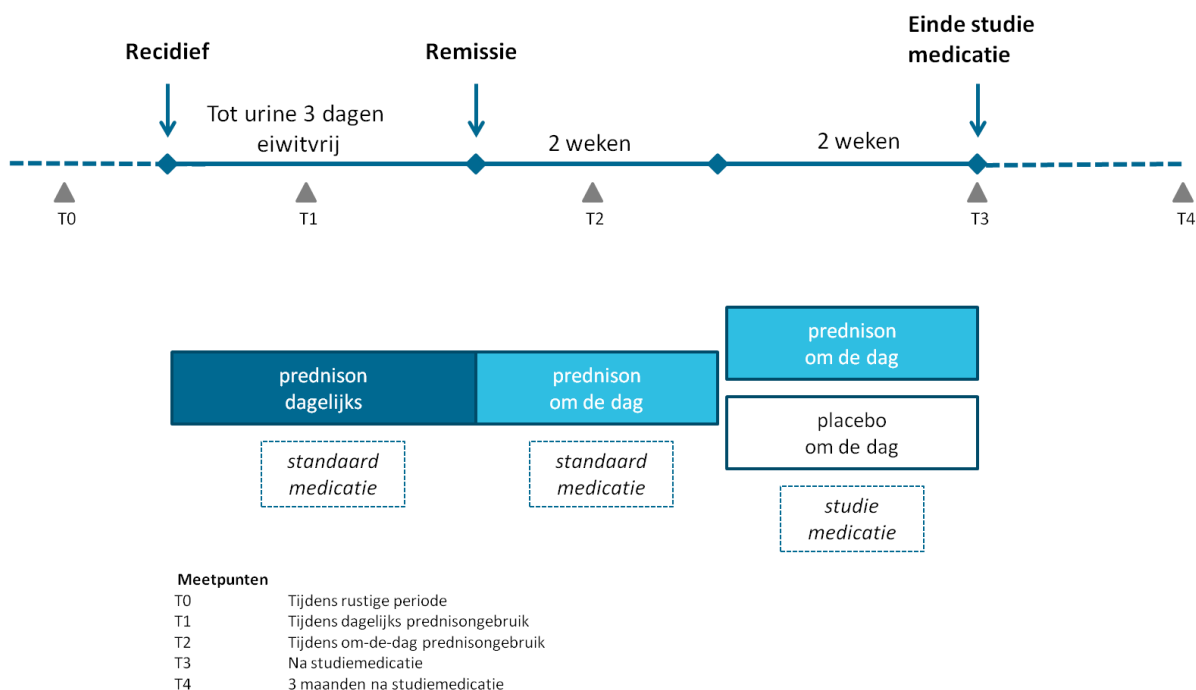 Recidief
Remissie
Einde studie
medicatie
Tot urine 3 dagen
eiwitvrij
2 weken
2 weken
T0
T1
T2
T3
T4
prednison
dagelijks
prednison
om de dag
prednison
om de dag
placebo
om de dag
standaard
medicatie
standaard
medicatie
studie
medicatie
Meetpunten
T0 Tijdens rustige periode
T1 Tijdens dagelijks prednisongebruik
T2 Tijdens om-de-dag prednisongebruik
T3 Na studiemedicatie
T4 3 maanden na studiemedicatie